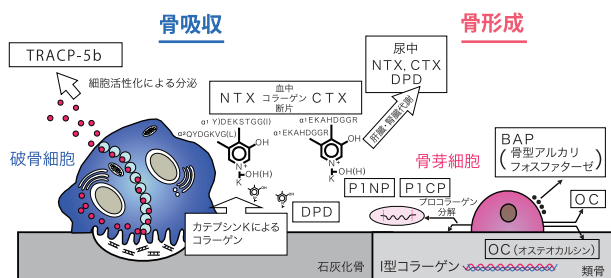 骨吸収
骨形成
TRACP-5b
細胞活性化による分泌
破骨細胞
血中
NTX コラーゲン CTX
断片
α1 Y)DEKSTGG(I)
α2QYDGKVG(L)
α1EKAHDGGR
α1EKAHDGGR
OH
N+
OH(H)
K
OH
N+
OH(H)
K
尿中
NTX, CTX
DPD
肝臓・腎臓代謝
DPD
カテプシンKによる
コラーゲン
骨芽細胞
P1NP
P1CP
プロコラーゲン
分解
BAP
(骨型アルカリ
フォスファターゼ)
OC
OC(オステオカルシン)
石灰化骨
I型コラーゲン
類骨